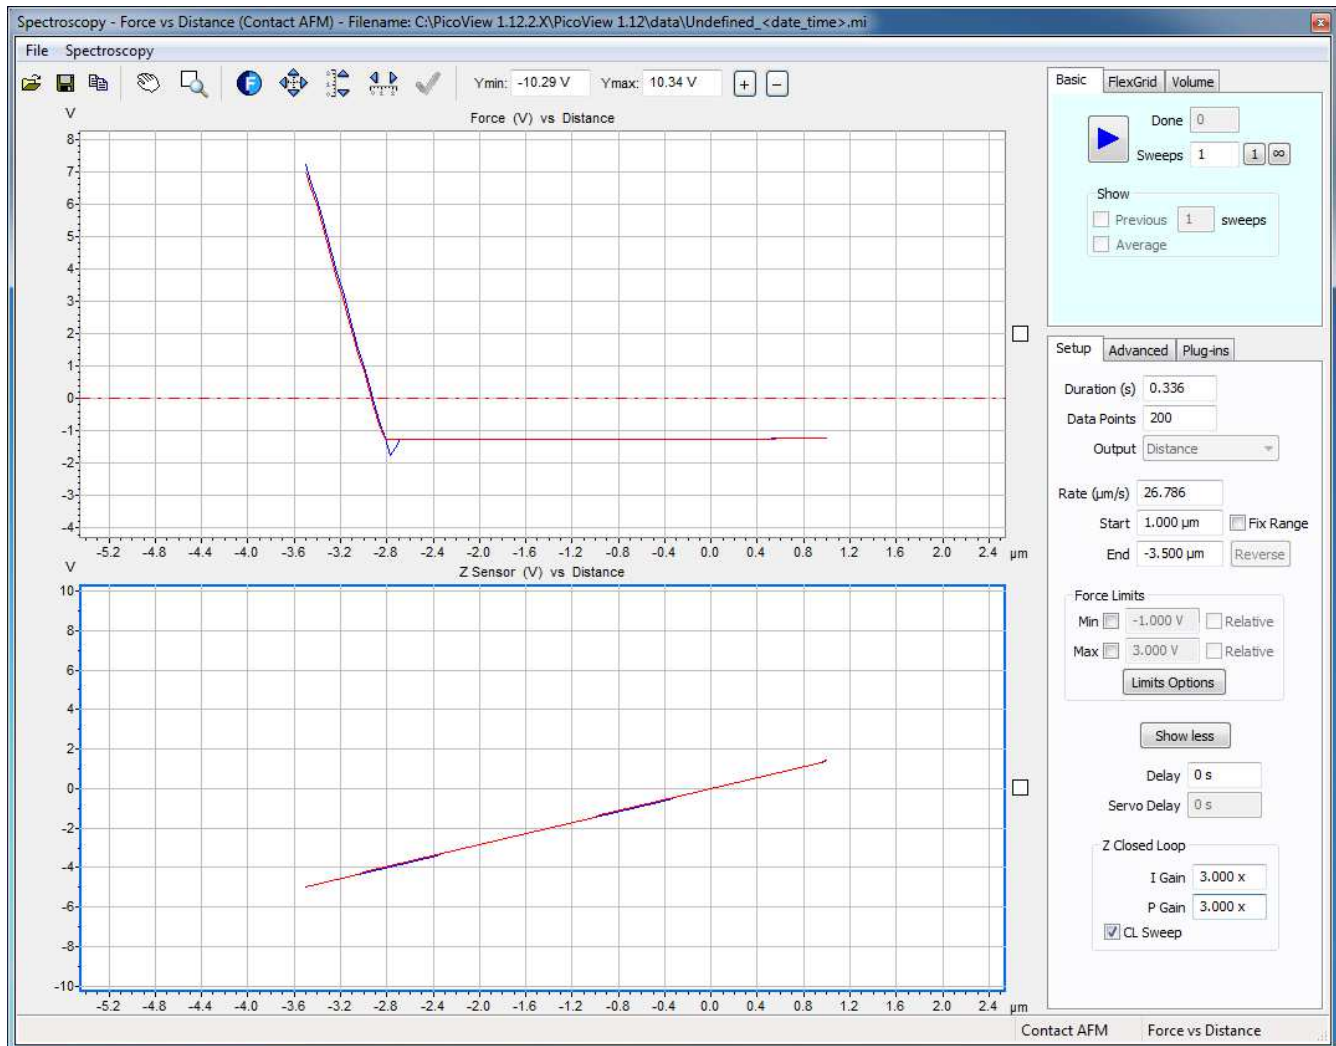 Spectroscopy - Force vs Distance (Contact AFM) - Filename: C:\PicoView 1.12.2.X\PicoView 1.12\data\Undefined_<date_time>.mi
File Spectroscopy
Ymin: -10.29 V Ymax: 10.34 V + -
V
Force (V) vs Distance
8
7
6
5
4
3
2
1
0
-1
-2
-3
-4
-5.2 -4.8 -4.4 -4.0 -3.6 -3.2 -2.8 -2.4 -2.0 -1.6 -1.2 -0.8 -0.4 0.0 0.4 0.8 1.2 1.6 2.0 2.4 µm
V
Z Sensor (V) vs Distance
10
8
6
4
2
0
-2
-4
-6
-8
-10
-5.2 -4.8 -4.4 -4.0 -3.6 -3.2 -2.8 -2.4 -2.0 -1.6 -1.2 -0.8 -0.4 0.0 0.4 0.8 1.2 1.6 2.0 2.4 µm
Basic FlexGrid Volume
Done 0
Sweeps 1 1 ∞
Show
Previous 1 sweeps
Average
Setup Advanced Plug-ins
Duration (s) 0.336
Data Points 200
Output Distance
Rate (µm/s) 26.786
Start 1.000 µm Fix Range
End -3.500 µm Reverse
Force Limits
Min -1.000 V Relative
Max 3.000 V Relative
Limits Options
Show less
Delay 0 s
Servo Delay 0 s
Z Closed Loop
I Gain 3.000 x
P Gain 3.000 x
CL Sweep
Contact AFM Force vs Distance